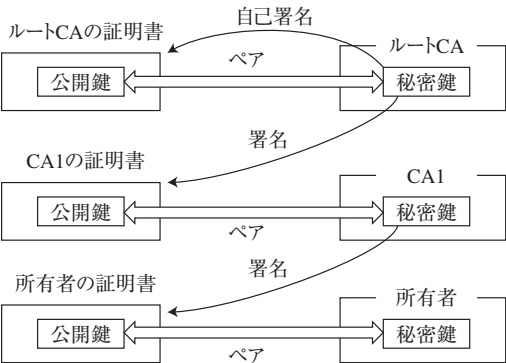 自己署名
ルートCAの証明書
ルートCA
ペア
公開鍵
秘密鍵
署名
CA1の証明書
CA1
公開鍵
秘密鍵
ペア
署名
所有者の証明書
所有者
公開鍵
秘密鍵
ペア